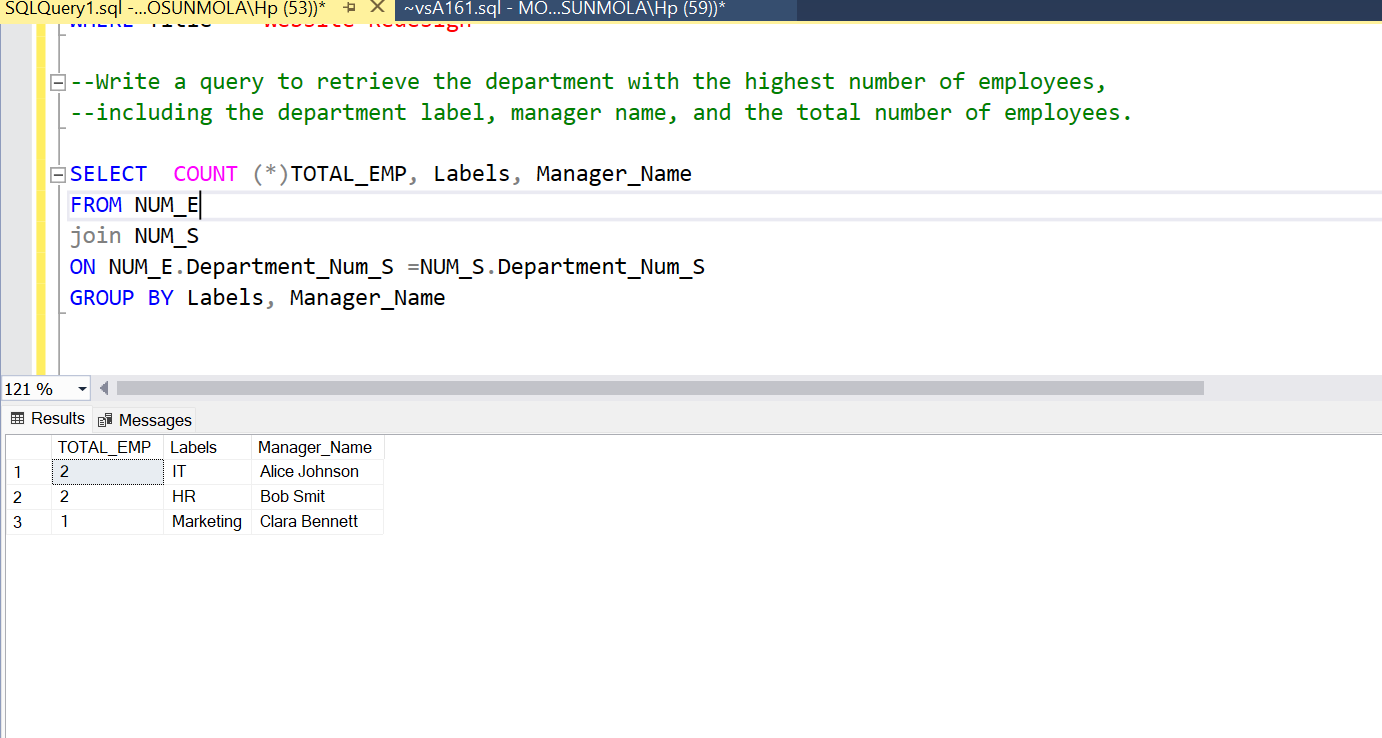 SQLQuery1.sql -...OSUNMOLA\Hp (53))* ~vsA161.sql - MO...SUNMOLA\Hp (59))*
--Write a query to retrieve the department with the highest number of employees,
--including the department label, manager name, and the total number of employees.
SELECT  COUNT (*)TOTAL_EMP, Labels, Manager_Name
FROM NUM_E
join NUM_S
ON NUM_E.Department_Num_S =NUM_S.Department_Num_S
GROUP BY Labels, Manager_Name
121 %
Results Messages
TOTAL_EMP Labels Manager_Name
1 2 IT Alice Johnson
2 2 HR Bob Smit
3 1 Marketing Clara Bennett